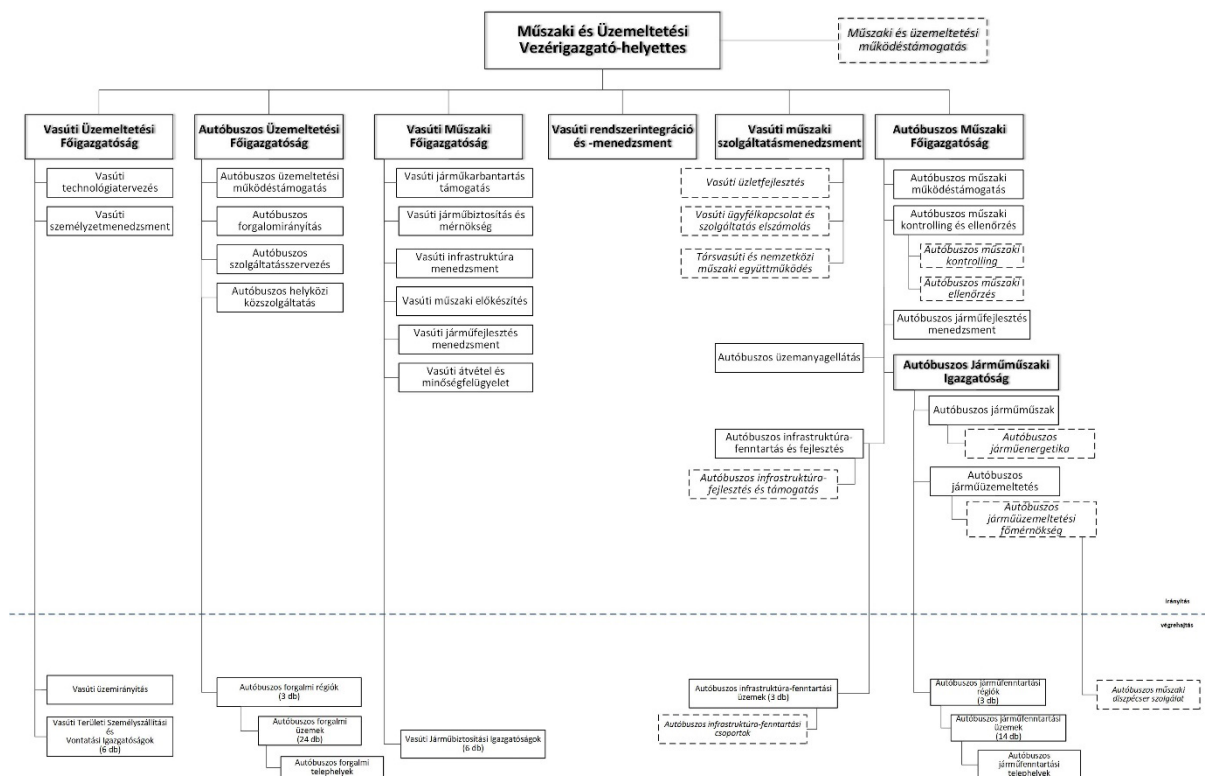 Műszaki és Üzemeltetési
Vezérigazgató-helyettes
Műszaki és üzemeltetési
működéstámogatás
Vasúti Üzemeltetési
Főigazgatóság
Vasúti
technológiatervezés
Vasúti
személyzetmenedzsment
Autóbuszos Üzemeltetési
Főigazgatóság
Autóbuszos üzemeltetési
működéstámogatás
Autóbuszos
forgalomirányítás
Autóbuszos
szolgáltatásszervezés
Autóbuszos helyközi
közszolgáltatás
Vasúti Műszaki
Főigazgatóság
Vasúti járműkarbantartás
támogatás
Vasúti járműbiztosítás és
mérnökség
Vasúti infrastruktúra
menedzsment
Vasúti műszaki előkészítés
Vasúti járműfejlesztés
menedzsment
Vasúti átvétel és
minőségfelügyelet
Vasúti rendszerintegráció
és -menedzsment
Vasúti műszaki
szolgáltatásmenedzsment
Vasúti üzletfejlesztés
Vasúti ügyfélkapcsolat és
szolgáltatás elszámolás
Társvasúti és nemzetközi
műszaki együttműködés
Autóbuszos Műszaki
Főigazgatóság
Autóbuszos műszaki
működéstámogatás
Autóbuszos műszaki
kontrolling és ellenőrzés
Autóbuszos műszaki
kontrolling
Autóbuszos műszaki
ellenőrzés
Autóbuszos járműfejlesztés
menedzsment
Autóbuszos üzemanyagellátás
Autóbuszos Járműműszaki
Igazgatóság
Autóbuszos járműműszak
Autóbuszos
járműenergetika
Autóbuszos infrastruktúra-
fenntartás és fejlesztés
Autóbuszos infrastruktúra-
fejlesztés és támogatás
Autóbuszos
járműüzemeltetés
Autóbuszos
járműüzemeltetési
főmérnökség
irányítás
végrehajtás
Vasúti üzemirányítás
Vasúti Területi Személyszállítási
és
Vontatási Igazgatóságok
(6 db)
Autóbuszos forgalmi régiók
(3 db)
Autóbuszos forgalmi
üzemek
(24 db)
Autóbuszos forgalmi
telephelyek
Vasúti Járműbiztosítási Igazgatóságok
(6 db)
Autóbuszos infrastruktúra-fenntartási
üzemek (3 db)
Autóbuszos infrastruktúra-fenntartási
csoportok
Autóbuszos járműfenntartási
régiók
(3 db)
Autóbuszos járműfenntartási
üzemek
(14 db)
Autóbuszos
járműfenntartási
telephelyek
Autóbuszos műszaki
diszpécser szolgálat